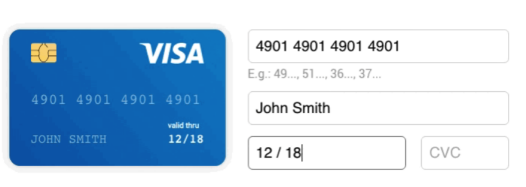 VISA
4901 4901 4901 4901
valid thru
JOHN SMITH 12/18
4901 4901 4901 4901
E.g.: 49..., 51..., 36..., 37...
John Smith
12 / 18 CVC